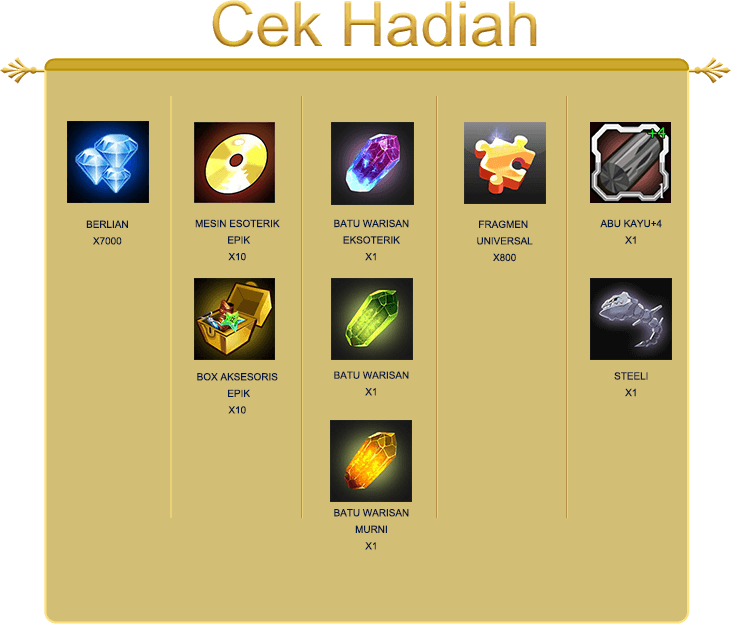 Cek Hadiah
BERLIAN
X7000
MESIN ESOTERIK
EPIK
X10
BATU WARISAN
EKSOTERIK
X1
FRAGMEN
UNIVERSAL
X800
+4
ABU KAYU+4
X1
BOX AKSESORIS
EPIK
X10
BATU WARISAN
X1
STEELI
X1
BATU WARISAN
MURNI
X1